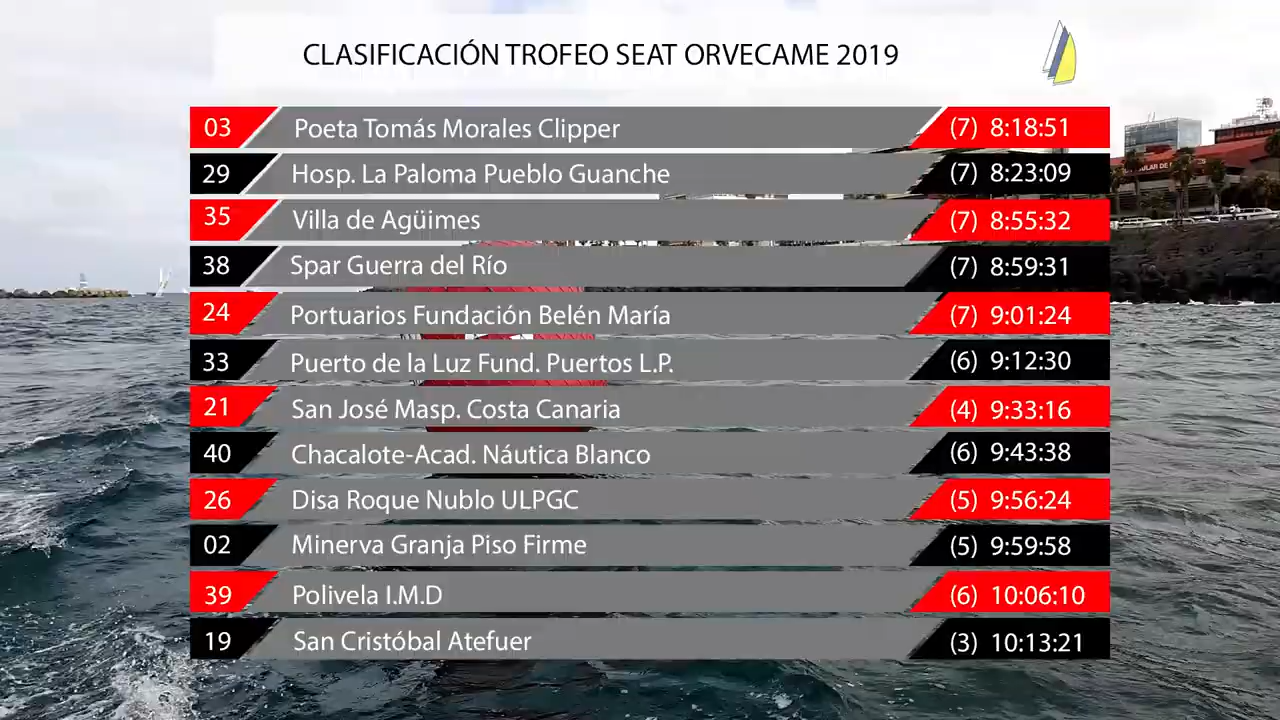 CLASIFICACIÓN TROFEO SEAT ORVECAME 2019
03 Poeta Tomás Morales Clipper (7) 8:18:51
29 Hosp. La Paloma Pueblo Guanche (7) 8:23:09
35 Villa de Agüimes (7) 8:55:32
38 Spar Guerra del Río (7) 8:59:31
24 Portuarios Fundación Belén María (7) 9:01:24
33 Puerto de la Luz Fund. Puertos L.P. (6) 9:12:30
21 San José Masp. Costa Canaria (4) 9:33:16
40 Chacalote-Acad. Náutica Blanco (6) 9:43:38
26 Disa Roque Nublo ULPGC (5) 9:56:24
02 Minerva Granja Piso Firme (5) 9:59:58
39 Polivela I.M.D (6) 10:06:10
19 San Cristóbal Atefuer (3) 10:13:21